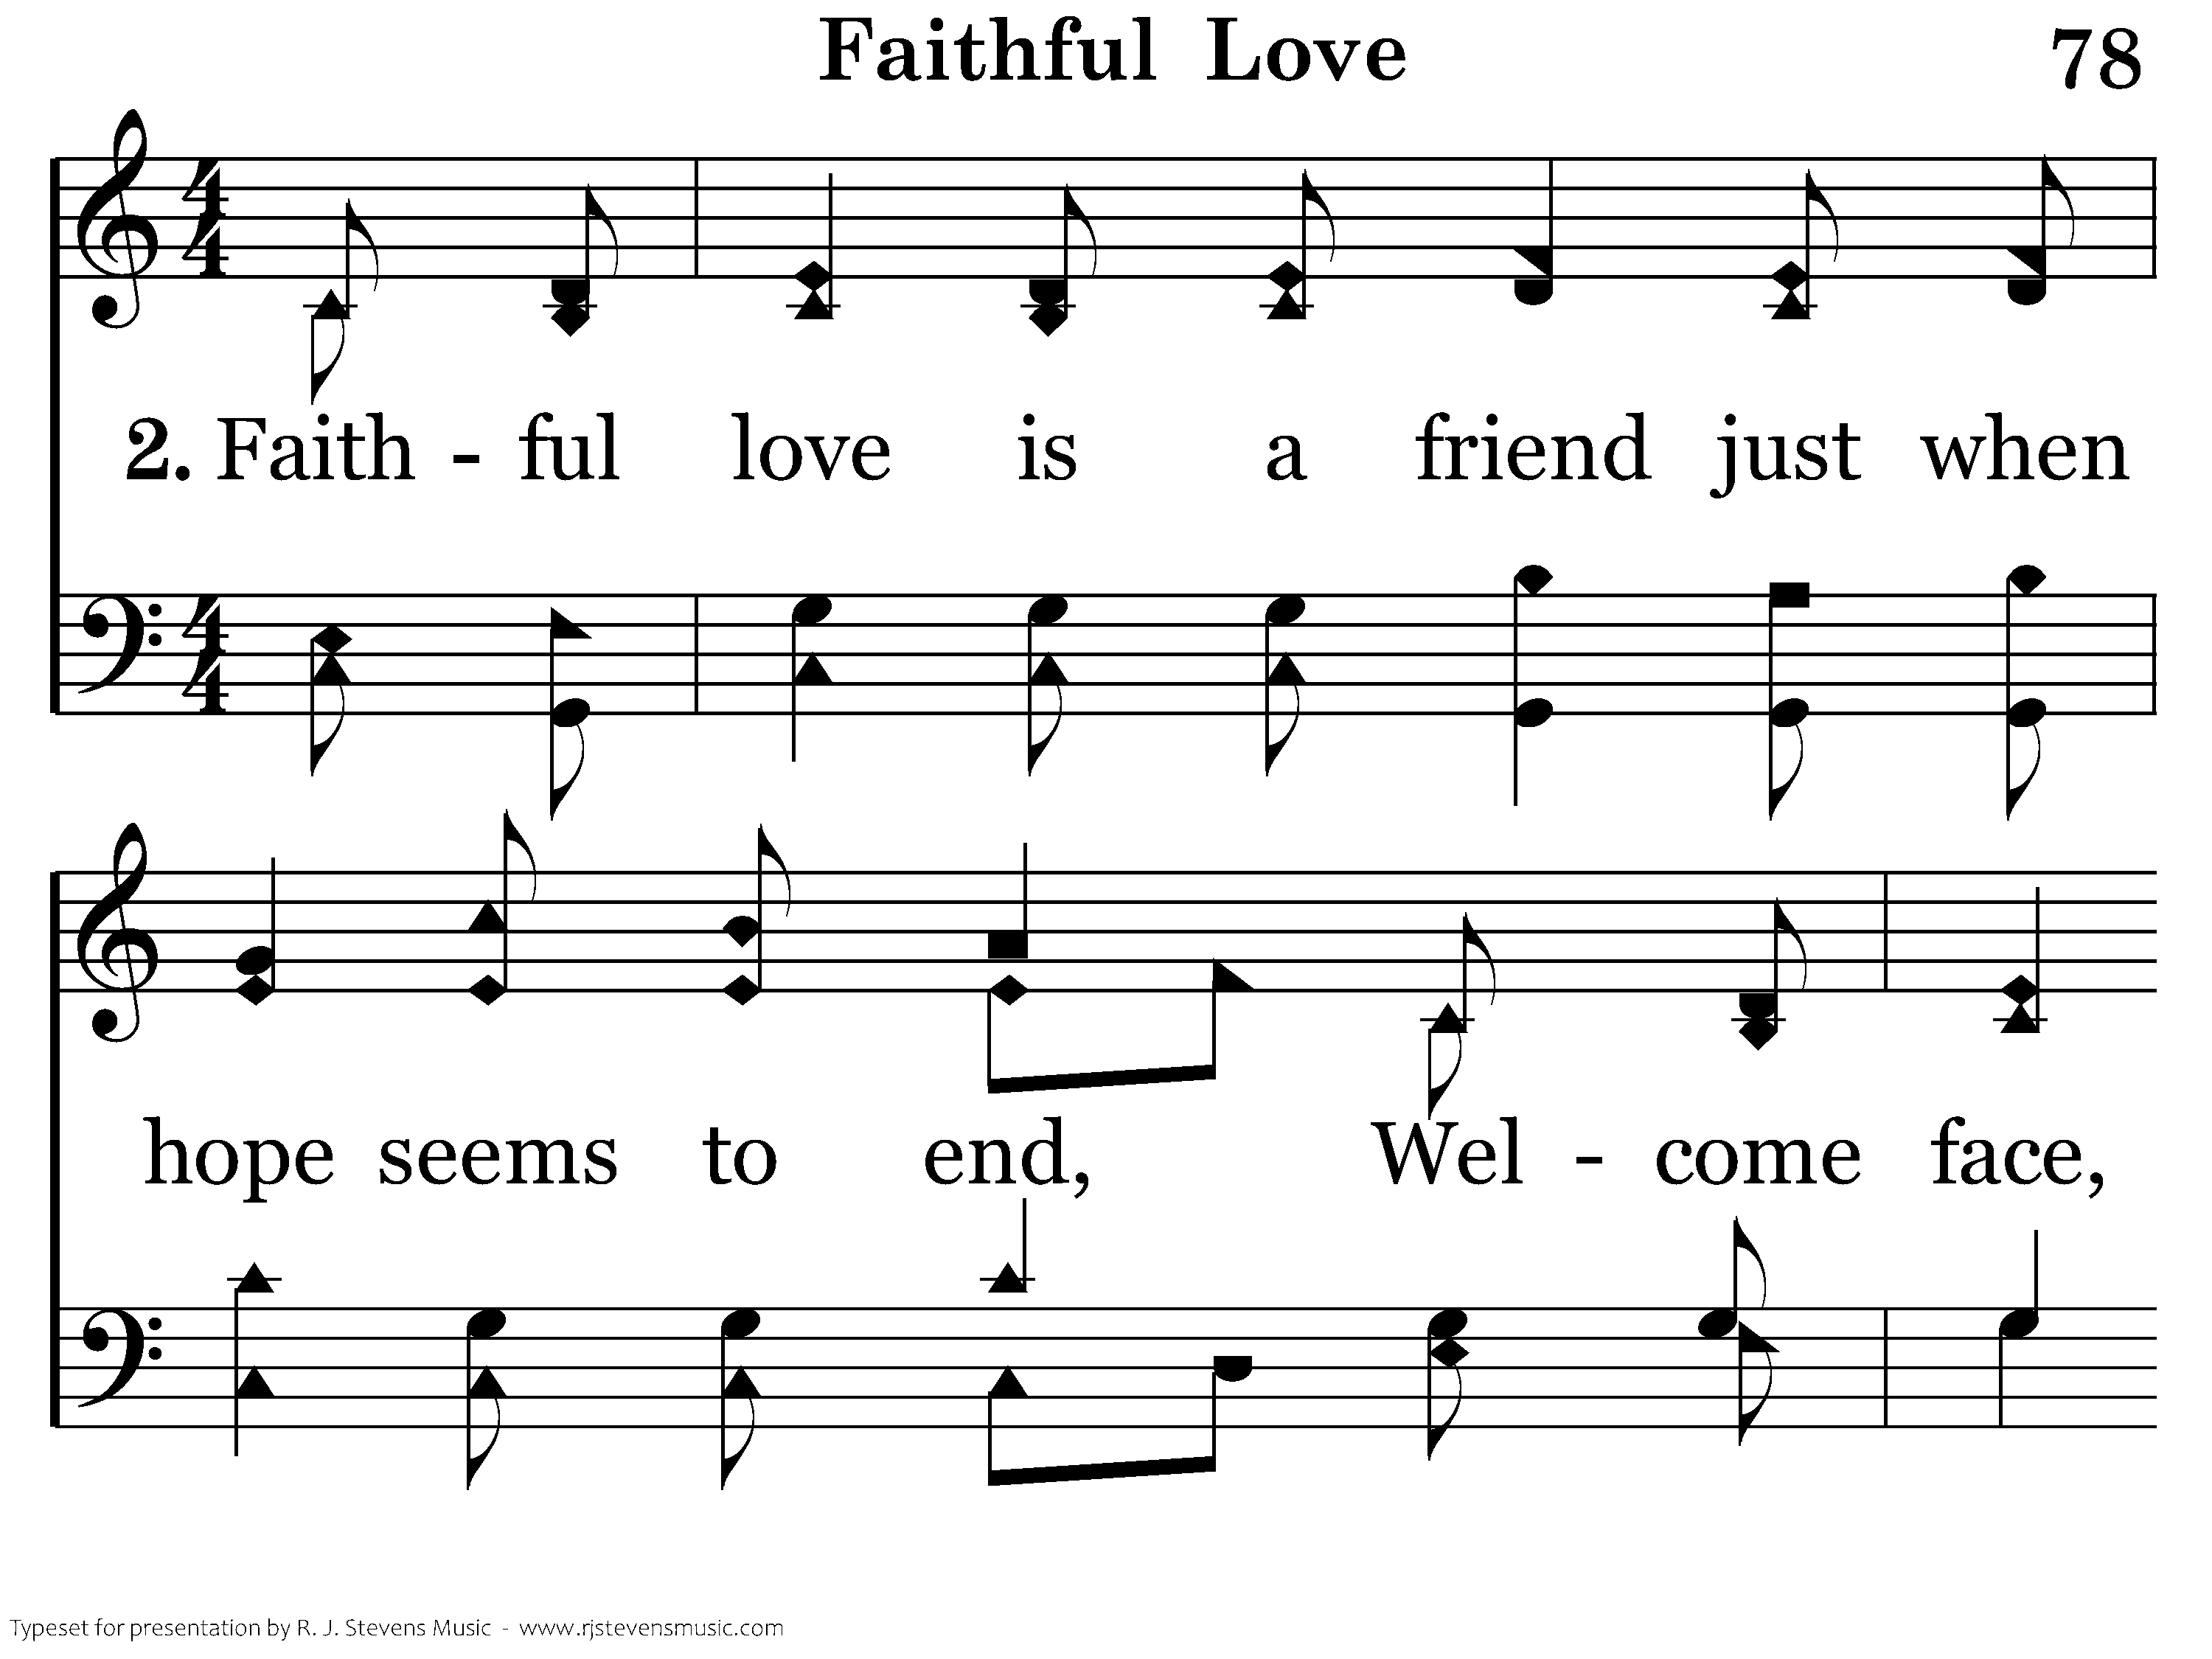 Faithful Love 78
2. Faith - ful love is a friend just when
hope seems to end, Wel - come face,
Typeset for presentation by R. J. Stevens Music - www.rjstevensmusic.com